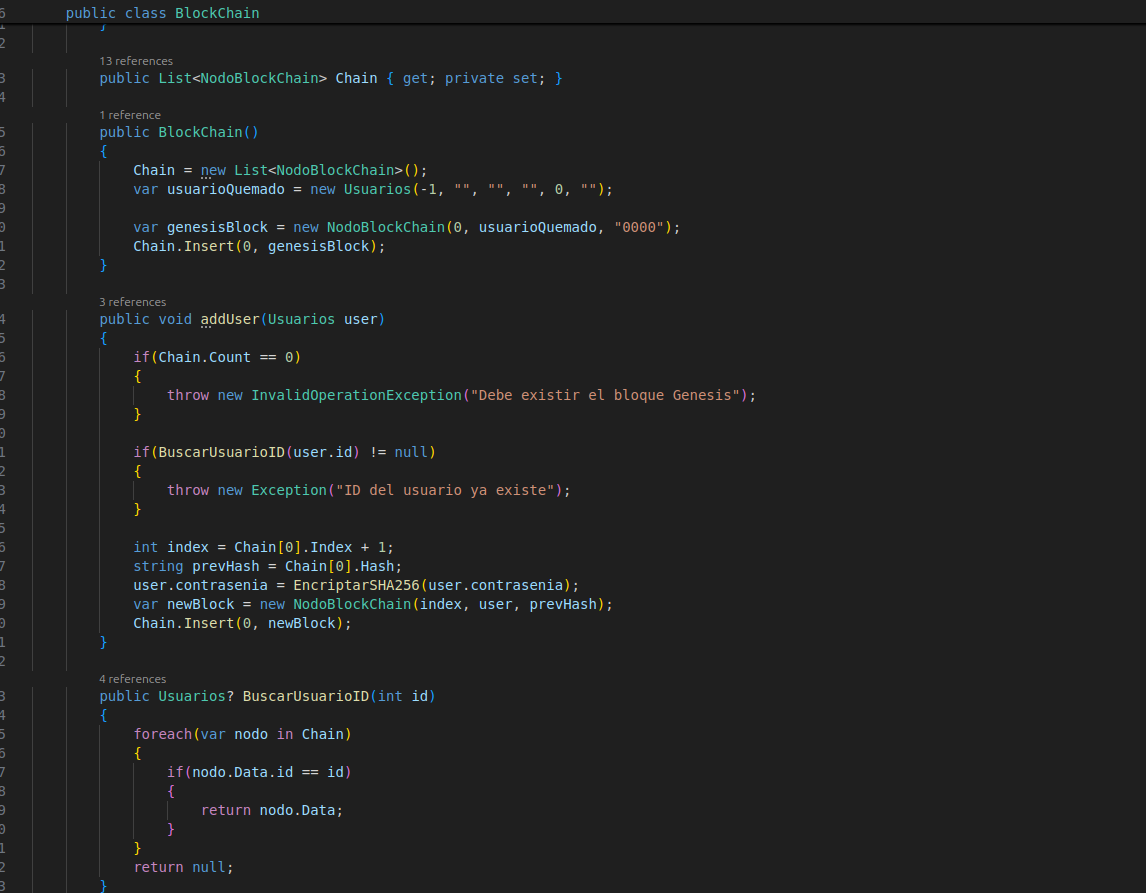 6 public class BlockChain
1 }
2
13 references
3 public List<NodoBlockChain> Chain { get; private set; }
4
1 reference
5 public BlockChain()
6 {
7 Chain = new List<NodoBlockChain>();
8 var usuarioQuemado = new Usuarios(-1, "", "", "", 0, "");
9
0 var genesisBlock = new NodoBlockChain(0, usuarioQuemado, "0000");
1 Chain.Insert(0, genesisBlock);
2 }
3
3 references
4 public void addUser(Usuarios user)
5 {
6 if(Chain.Count == 0)
7 {
8 throw new InvalidOperationException("Debe existir el bloque Genesis");
9 }
0
1 if(BuscarUsuarioID(user.id) != null)
2 {
3 throw new Exception("ID del usuario ya existe");
4 }
5
6 int index = Chain[0].Index + 1;
7 string prevHash = Chain[0].Hash;
8 user.contrasenia = EncriptarSHA256(user.contrasenia);
9 var newBlock = new NodoBlockChain(index, user, prevHash);
0 Chain.Insert(0, newBlock);
1 }
2
4 references
3 public Usuarios? BuscarUsuarioID(int id)
4 {
5 foreach(var nodo in Chain)
6 {
7 if(nodo.Data.id == id)
8 {
9 return nodo.Data;
0 }
1 }
2 return null;
3 }